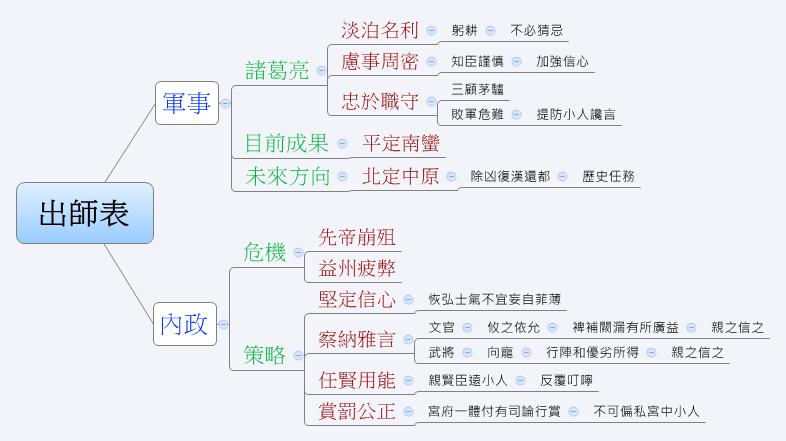 出師表
軍事
諸葛亮
淡泊名利 躬耕 不必猜忌
慮事周密 知臣謹慎 加強信心
忠於職守
三顧茅驢
敗軍危難 提防小人讒言
目前成果 平定南蠻
未來方向 北定中原 除凶復漢還都 歷史任務
內政
危機
先帝崩殂
益州疲弊
策略
堅定信心 恢弘士氣不宜妄自菲薄
察納雅言
文官 攸之依允 裨補闕漏有所廣益 親之信之
武將 向寵 行陣和優劣所得 親之信之
任賢用能 親賢臣遠小人 反覆叮嚀
賞罰公正 宮府一體付有司論行賞 不可偏私宮中小人